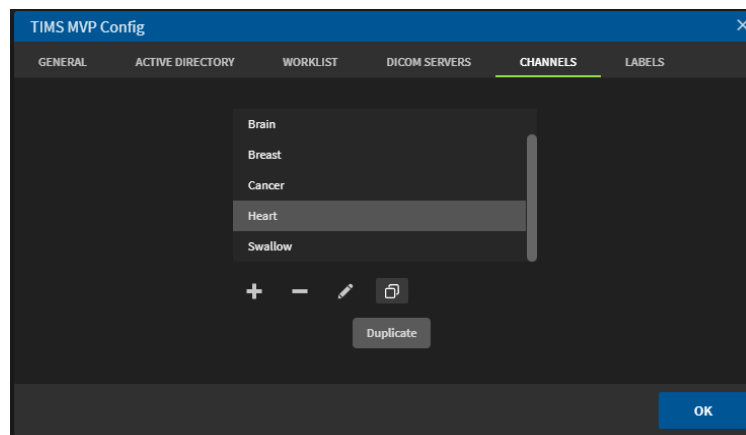 TIMS MVP Config
GENERAL ACTIVE DIRECTORY WORKLIST DICOM SERVERS CHANNELS LABELS
Brain
Breast
Cancer
Heart
Swallow
Duplicate
OK